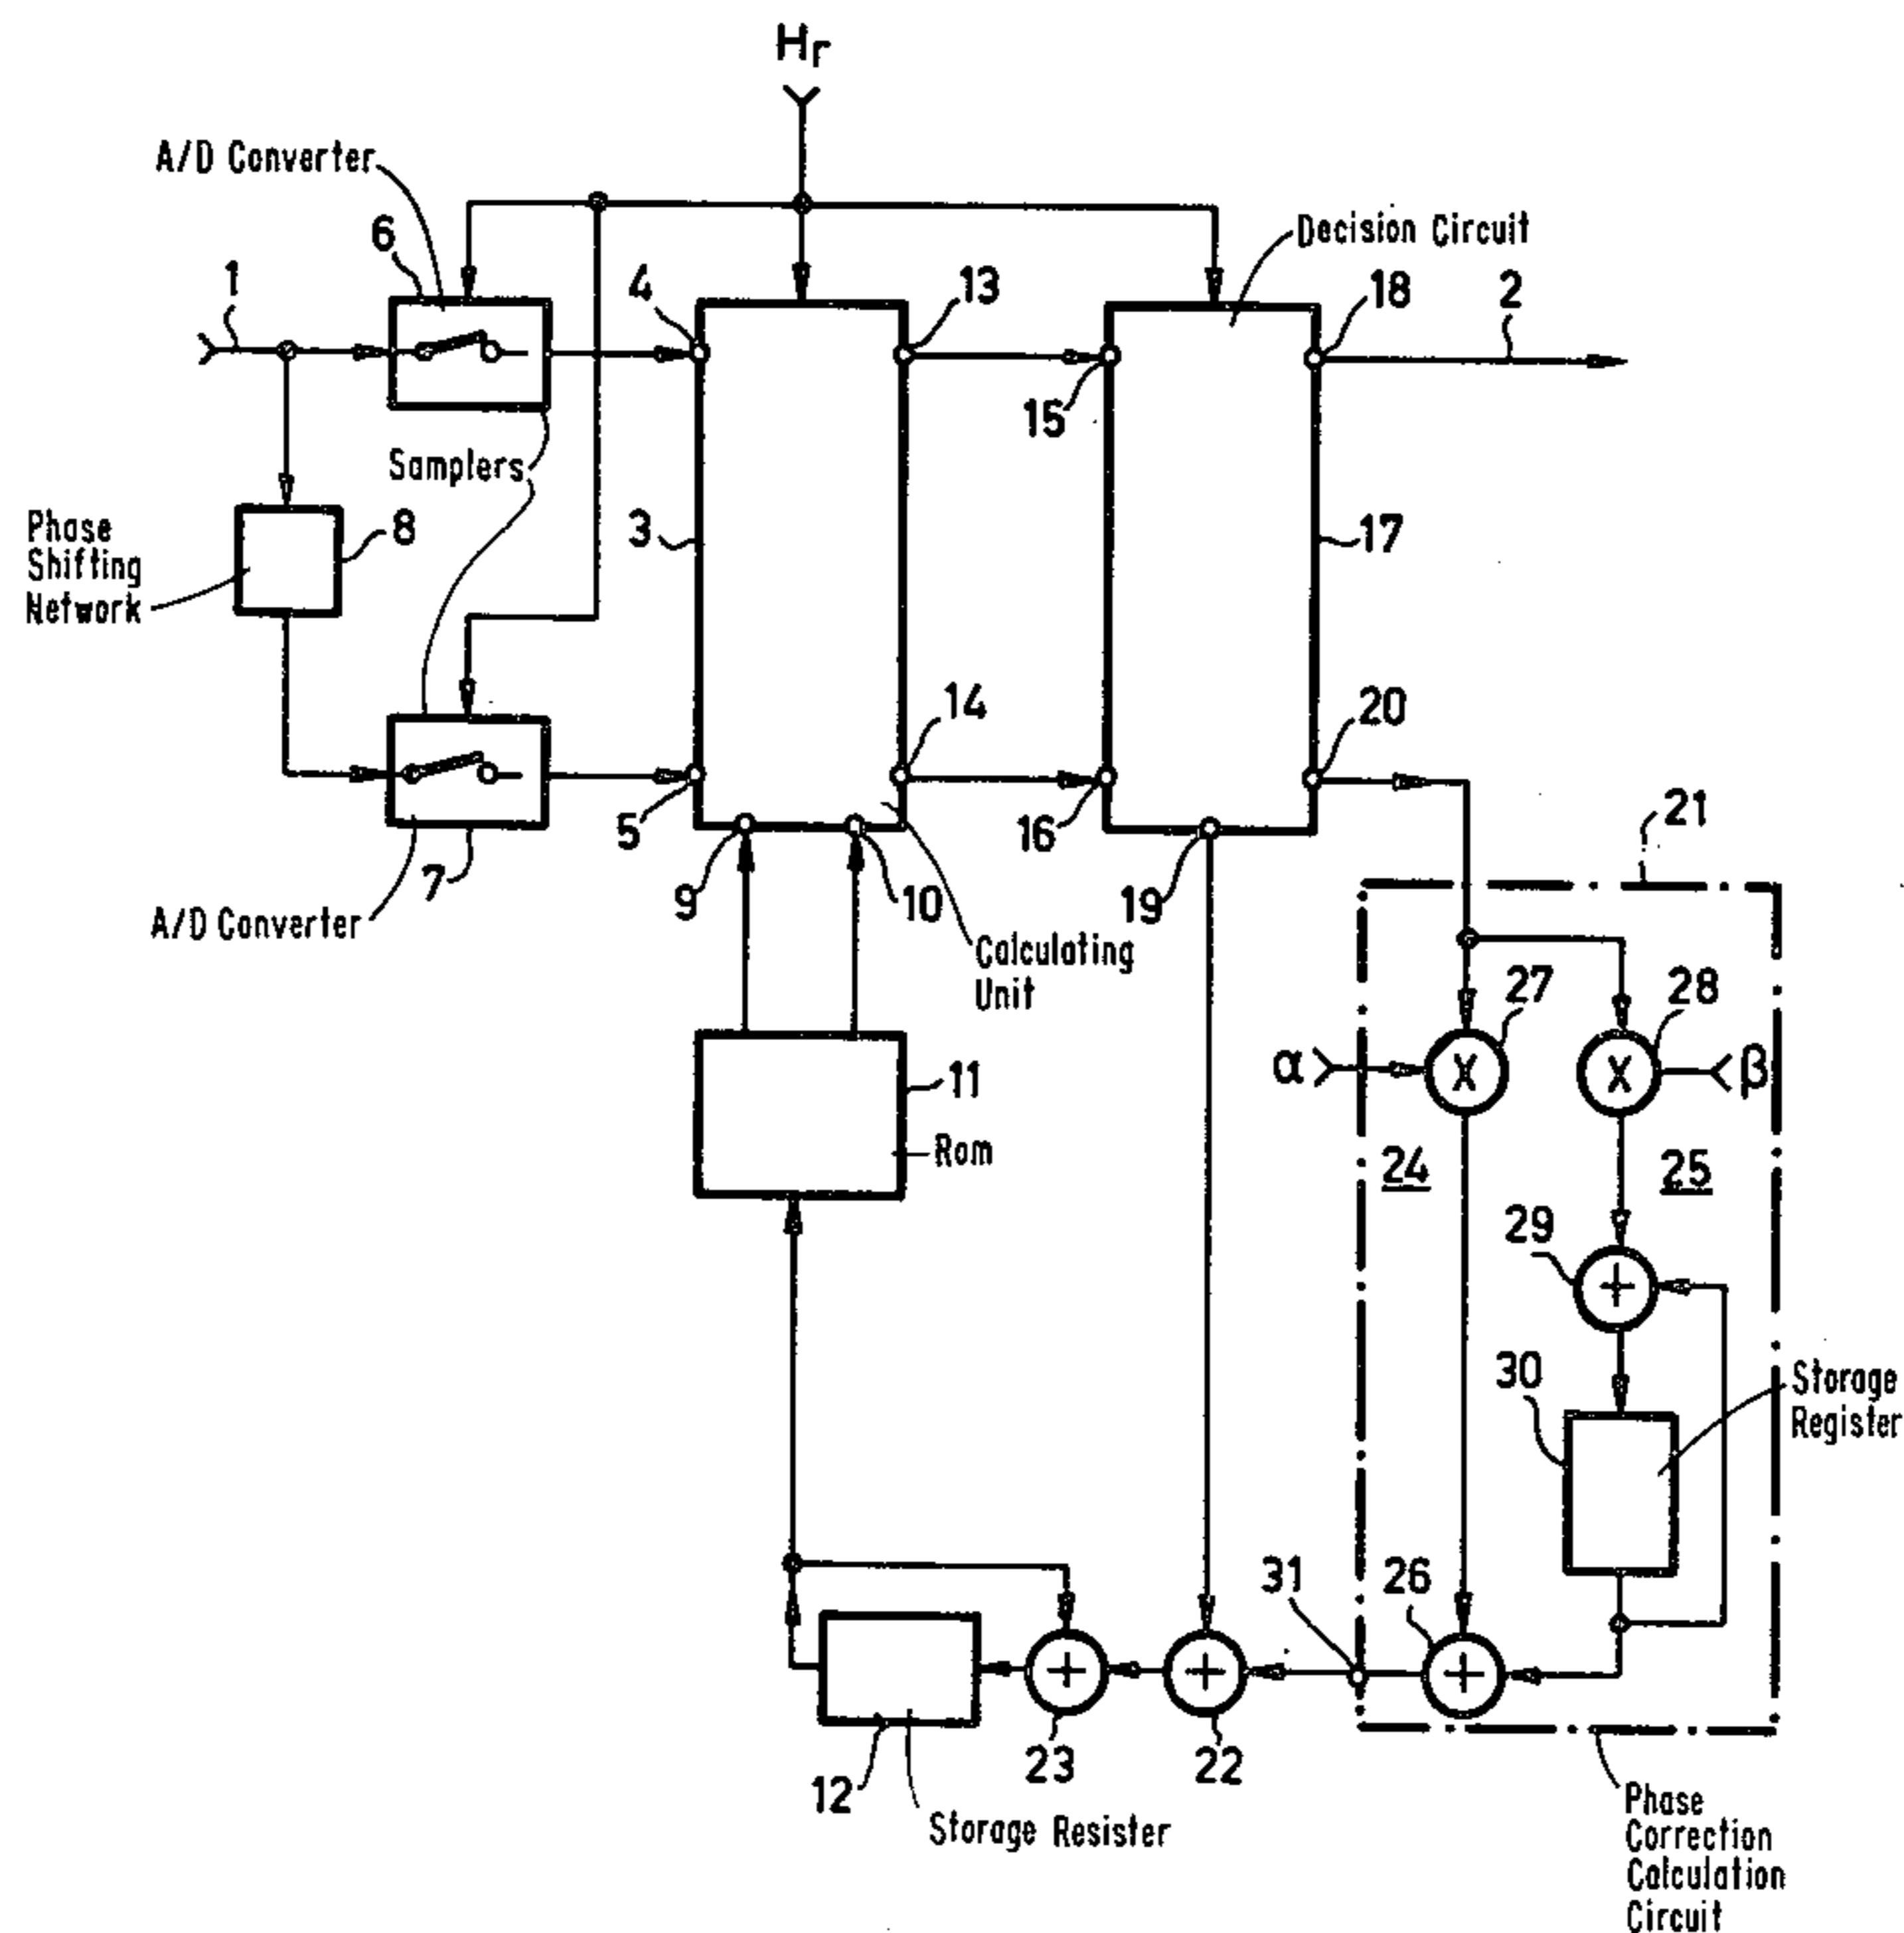 Hr
A/D Converter
6
1
4
13
Decision Circuit
18
2
15
Samplers
Phase
Shifting
Network
8
3
17
14
20
5
16
7
A/D Converter
9
10
19
21
Calculating
Unit
27
28
α
X
X
β
11
Rom
24
25
29
+
30
Storage
Register
31
26
+
+
+
12
23
22
Storage Resister
Phase
Correction
Calculation
Circuit